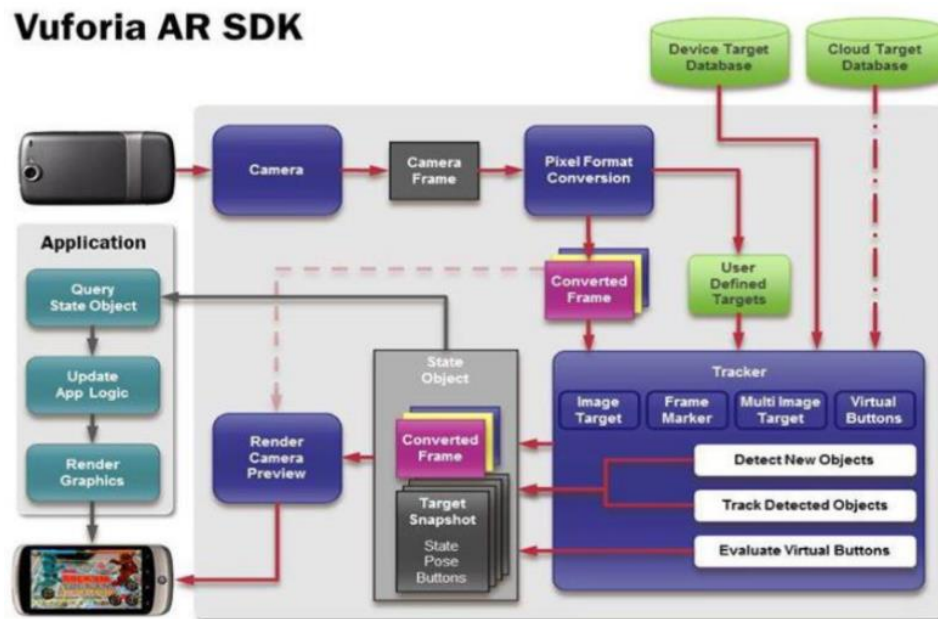 Vuforia AR SDK
Device Target
Database
Cloud Target
Database
Camera
Camera
Frame
Pixel Format
Conversion
Application
Query
State Object
Update
App Logic
Render
Graphics
Converted
Frame
User
Defined
Targets
State
Object
Converted
Frame
Target
Snapshot
State
Pose
Buttons
Render
Camera
Preview
Tracker
Image
Target
Frame
Marker
Multi Image
Target
Virtual
Buttons
Detect New Objects
Track Detected Objects
Evaluate Virtual Buttons